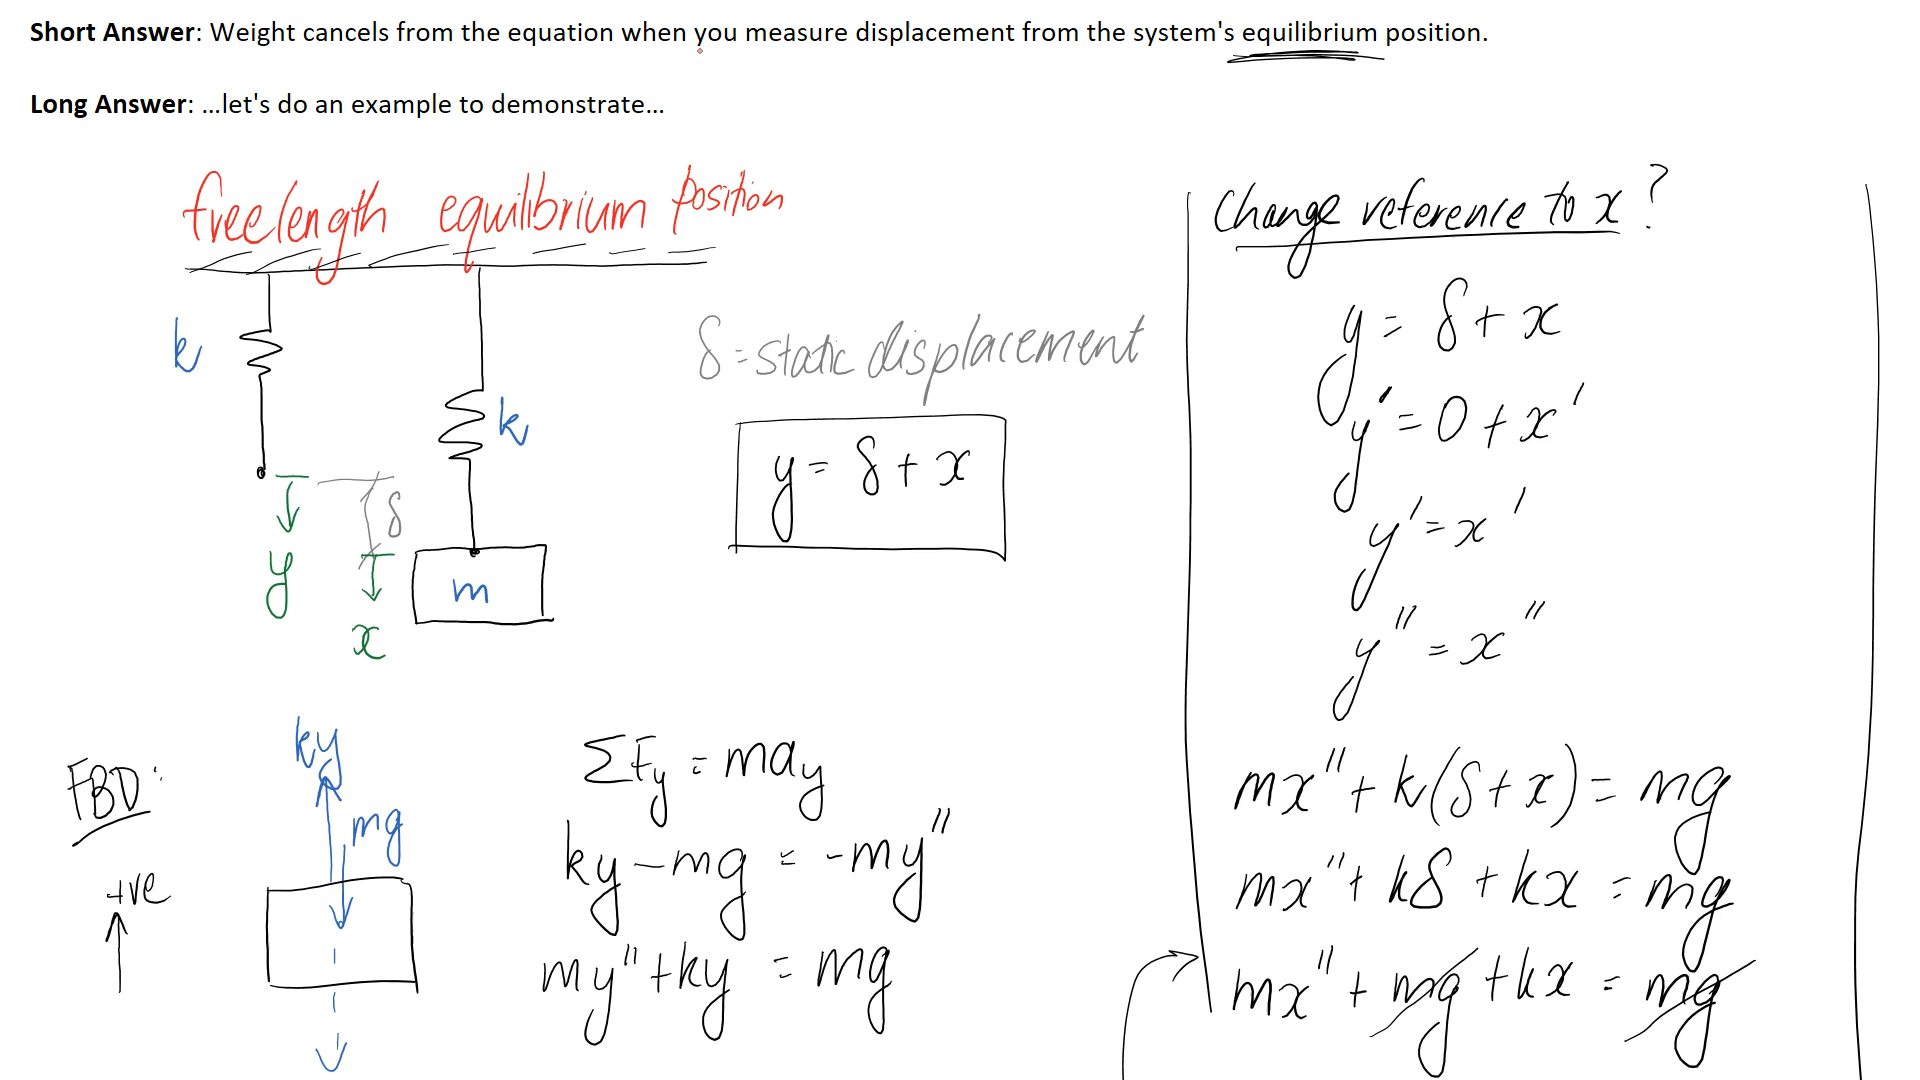 Short Answer: Weight cancels from the equation when you measure displacement from the system's equilibrium position.
Long Answer: ...let's do an example to demonstrate...
free length equilibrium position
k
k
δ = static displacement
y = δ + x
δ
y
x
m
FBD:
+ve
ky
mg
ΣFy = may
ky - mg = -my"
my" + ky = mg
Change reference to x?
y = δ + x
y' = 0 + x'
y' = x'
y" = x"
mx" + k(δ + x) = mg
mx" + kδ + kx = mg
mx" + mg + kx = mg